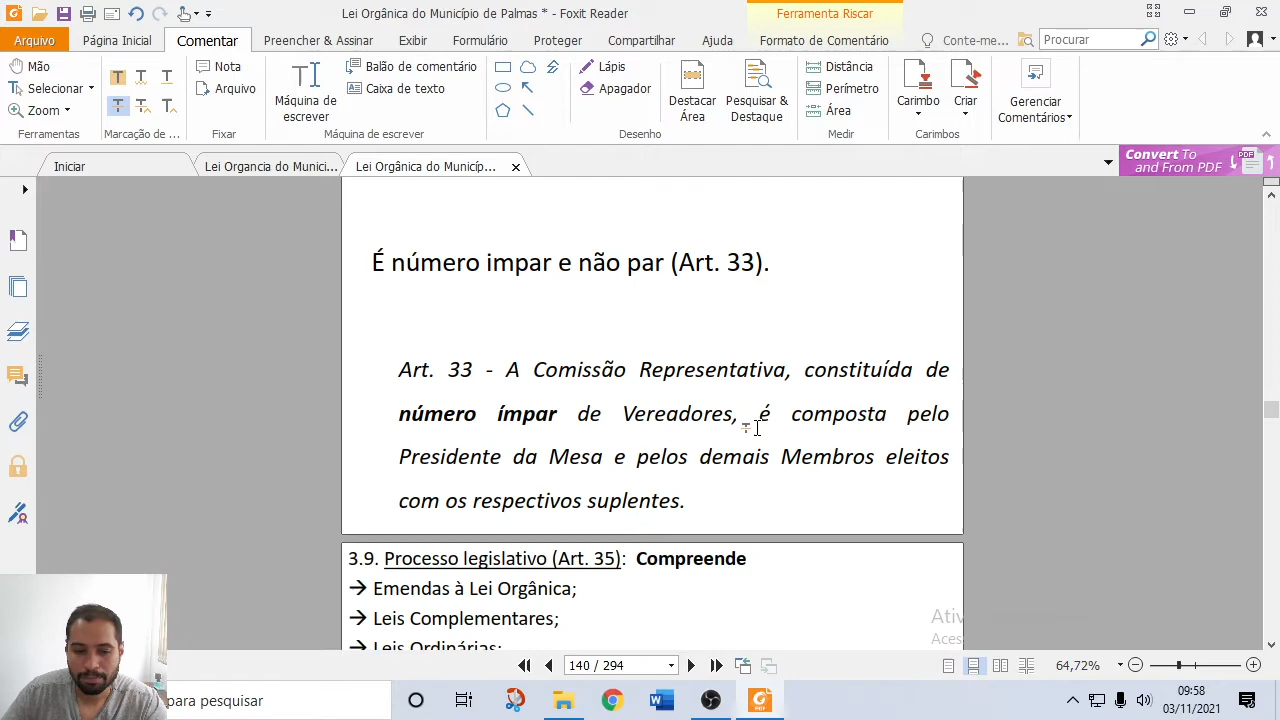 Lei Orgânica do Município de Palmas * - Foxit Reader
Ferramenta Riscar
Arquivo
Página Inicial
Comentar
Preencher & Assinar
Exibir
Formulário
Proteger
Compartilhar
Ajuda
Formato de Comentário
Conte-me...
Procurar
Mão
Selecionar
Zoom
Ferramentas
Marcação de ...
Nota
Arquivo
Fixar
Máquina de
escrever
Balão de comentário
Caixa de texto
Máquina de escrever
Lápis
Apagador
Desenho
Destacar
Área
Pesquisar &
Destaque
Distância
Perímetro
Área
Medir
Carimbo
Criar
Carimbos
Gerenciar
Comentários
Iniciar
Lei Organcia do Munici...
Lei Orgânica do Municíp...
Convert To
and From PDF
PDF
É número impar e não par (Art. 33).
Art. 33 - A Comissão Representativa, constituída de
número ímpar de Vereadores, é composta pelo
Presidente da Mesa e pelos demais Membros eleitos
com os respectivos suplentes.
3.9. Processo legislativo (Art. 35): Compreende
→ Emendas à Lei Orgânica;
→ Leis Complementares;
→ Leis Ordinárias;
Ativ
Aces
140 / 294
64,72%
para pesquisar
09:58
03/11/2021